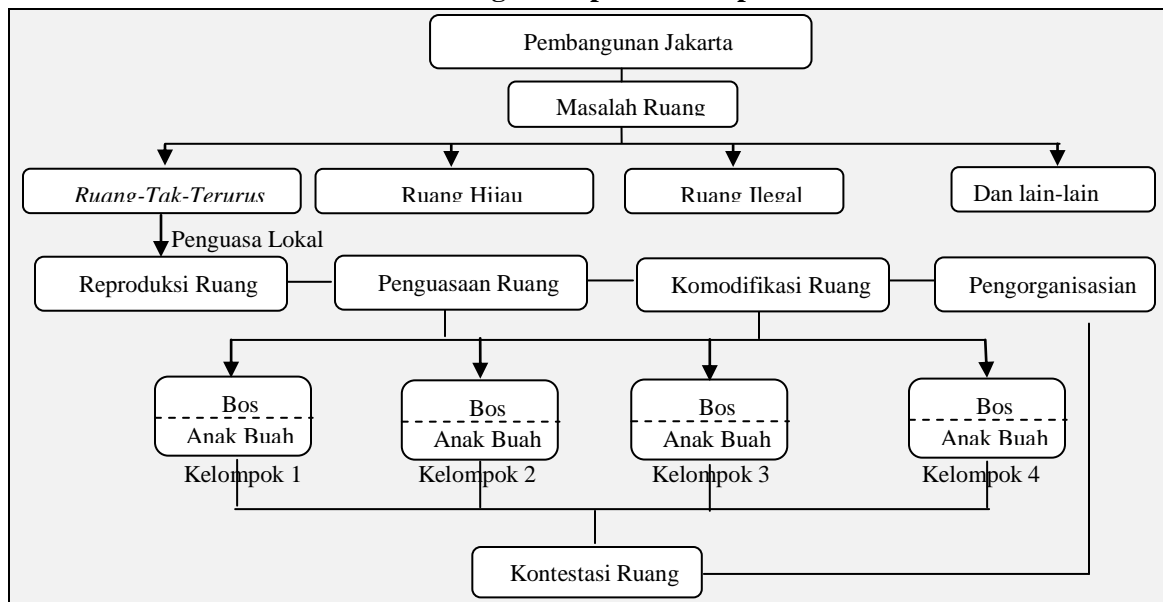 Pembangunan Jakarta
Masalah Ruang
Ruang-Tak-Terurus
Ruang Hijau
Ruang Ilegal
Dan lain-lain
Penguasa Lokal
Reproduksi Ruang
Penguasaan Ruang
Komodifikasi Ruang
Pengorganisasian
Bos
Anak Buah
Kelompok 1
Bos
Anak Buah
Kelompok 2
Bos
Anak Buah
Kelompok 3
Bos
Anak Buah
Kelompok 4
Kontestasi Ruang